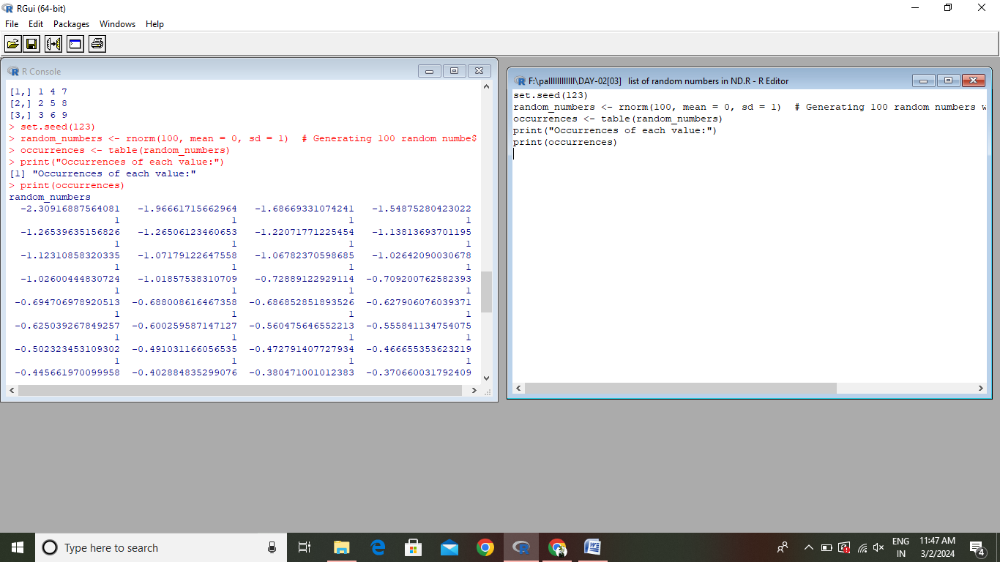 RGui (64-bit)
File Edit Packages Windows Help
R Console
[1,] 1 4 7
[2,] 2 5 8
[3,] 3 6 9
> set.seed(123)
> random_numbers <- rnorm(100, mean = 0, sd = 1)  # Generating 100 random numbe$
> occurrences <- table(random_numbers)
> print("Occurrences of each value:")
[1] "Occurrences of each value:"
> print(occurrences)
random_numbers
-2.30916887564081 -1.96661715662964 -1.68669331074241 -1.54875280423022
1 1 1 1
-1.26539635156826 -1.26506123460653 -1.22071771225454 -1.13813693701195
1 1 1 1
-1.12310858320335 -1.07179122647558 -1.06782370598685 -1.02642090030678
1 1 1 1
-1.02600444830724 -1.01857538310709 -0.72889122929114 -0.709200762582393
1 1 1 1
-0.694706978920513 -0.688008616467358 -0.686852851893526 -0.627906076039371
1 1 1 1
-0.625039267849257 -0.600259587147127 -0.560475646552213 -0.555841134754075
1 1 1 1
-0.502323453109302 -0.491031166056535 -0.472791407727934 -0.466655353623219
1 1 1 1
-0.445661970099958 -0.402884835299076 -0.380471001012383 -0.370660031792409
DAY-02[03] list of random numbers in ND.R - R Editor
set.seed(123)
random_numbers <- rnorm(100, mean = 0, sd = 1)  # Generating 100 random numbers w
occurrences <- table(random_numbers)
print("Occurrences of each value:")
print(occurrences)
Type here to search
ENG
IN
11:47 AM
3/2/2024
4